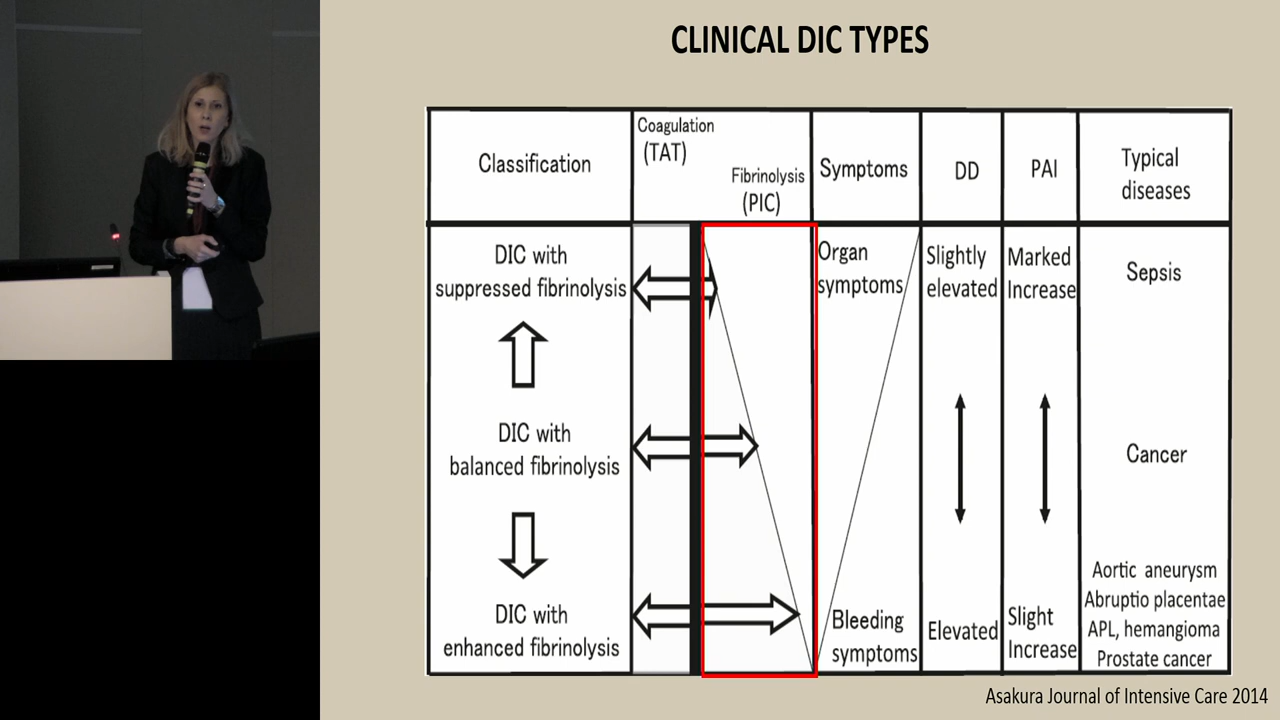 CLINICAL DIC TYPES
Classification
Coagulation
(TAT)
Fibrinolysis
(PIC)
Symptoms
DD
PAI
Typical
diseases
DIC with
suppressed fibrinolysis
Organ
symptoms
Slightly
elevated
Marked
Increase
Sepsis
DIC with
balanced fibrinolysis
Cancer
DIC with
enhanced fibrinolysis
Bleeding
symptoms
Elevated
Slight
Increase
Aortic aneurysm
Abruptio placentae
APL, hemangioma
Prostate cancer
Asakura Journal of Intensive Care 2014